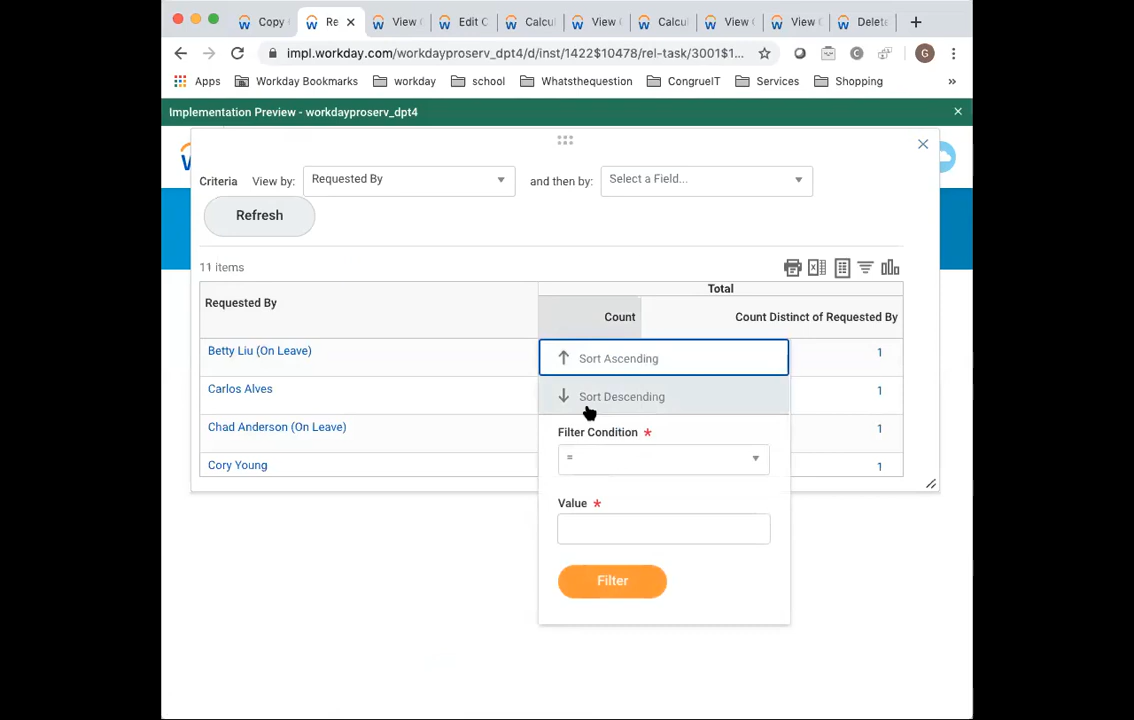 Copy
Re
View
Edit C
Calcul
View
Calcul
View
View
Delete
impl.workday.com/workdayproserv_dpt4/d/inst/1422$10478/rel-task/3001$1...
G
Apps
Workday Bookmarks
workday
school
Whatsthequestion
CongrueIT
Services
Shopping
»
Implementation Preview - workdayproserv_dpt4
Criteria View by: Requested By and then by: Select a Field...
Refresh
11 items
Total
Requested By
Count
Count Distinct of Requested By
Betty Liu (On Leave)
1
Carlos Alves
1
Chad Anderson (On Leave)
1
Cory Young
1
Sort Ascending
Sort Descending
Filter Condition *
=
Value *
Filter